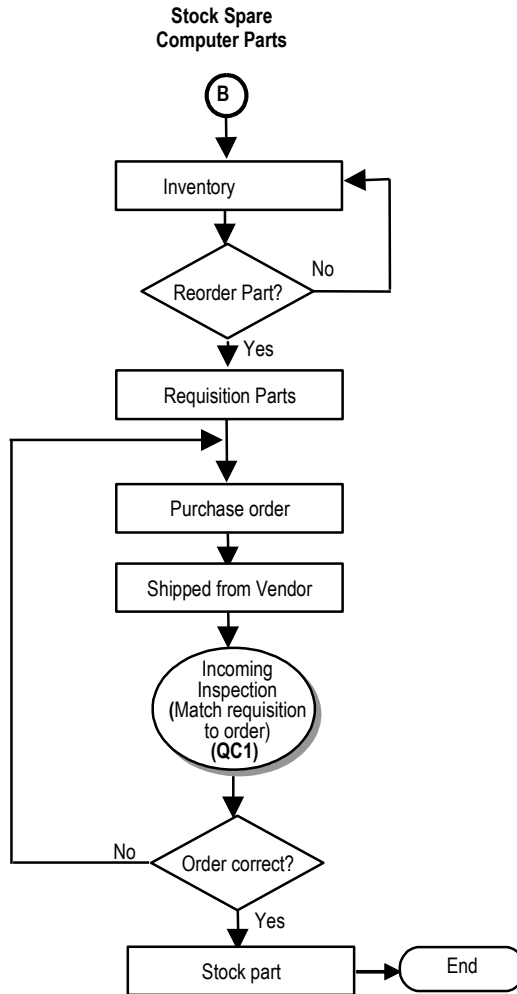 Stock Spare
Computer Parts
B
Inventory
No
Reorder Part?
Yes
Requisition Parts
Purchase order
Shipped from Vendor
Incoming
Inspection
(Match requisition
to order)
(QC1)
No
Order correct?
Yes
Stock part
End